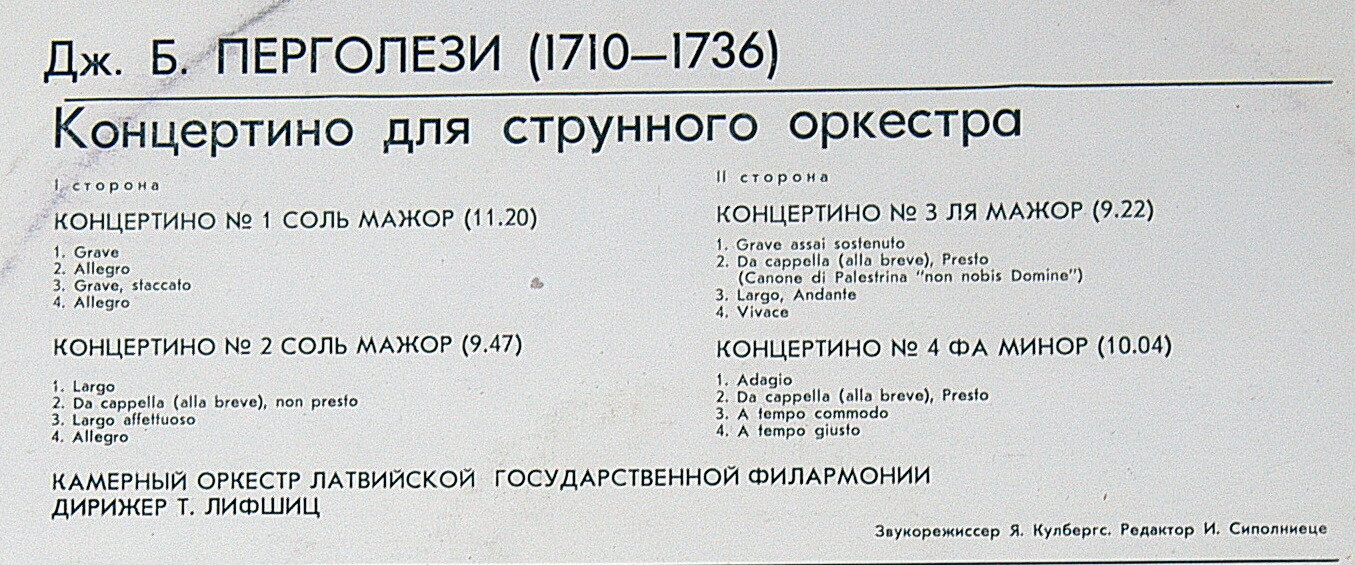 Дж. Б. ПЕРГОЛЕЗИ (1710—1736)
Концертино для струнного оркестра
I сторона
КОНЦЕРТИНО № 1 СОЛЬ МАЖОР (11.20)
1. Grave
2. Allegro
3. Grave, staccato
4. Allegro
КОНЦЕРТИНО № 2 СОЛЬ МАЖОР (9.47)
1. Largo
2. Da cappella (alla breve), non presto
3. Largo affettuoso
4. Allegro
II сторона
КОНЦЕРТИНО № 3 ЛЯ МАЖОР (9.22)
1. Grave assai sostenuto
2. Da cappella (alla breve), Presto
(Canone di Palestrina "non nobis Domine")
3. Largo, Andante
4. Vivace
КОНЦЕРТИНО № 4 ФА МИНОР (10.04)
1. Adagio
2. Da cappella (alla breve), Presto
3. A tempo commodo
4. A tempo giusto
КАМЕРНЫЙ ОРКЕСТР ЛАТВИЙСКОЙ ГОСУДАРСТВЕННОЙ ФИЛАРМОНИИ
ДИРИЖЕР Т. ЛИФШИЦ
Звукорежиссер Я. Кулбергс. Редактор И. Сиполниеце